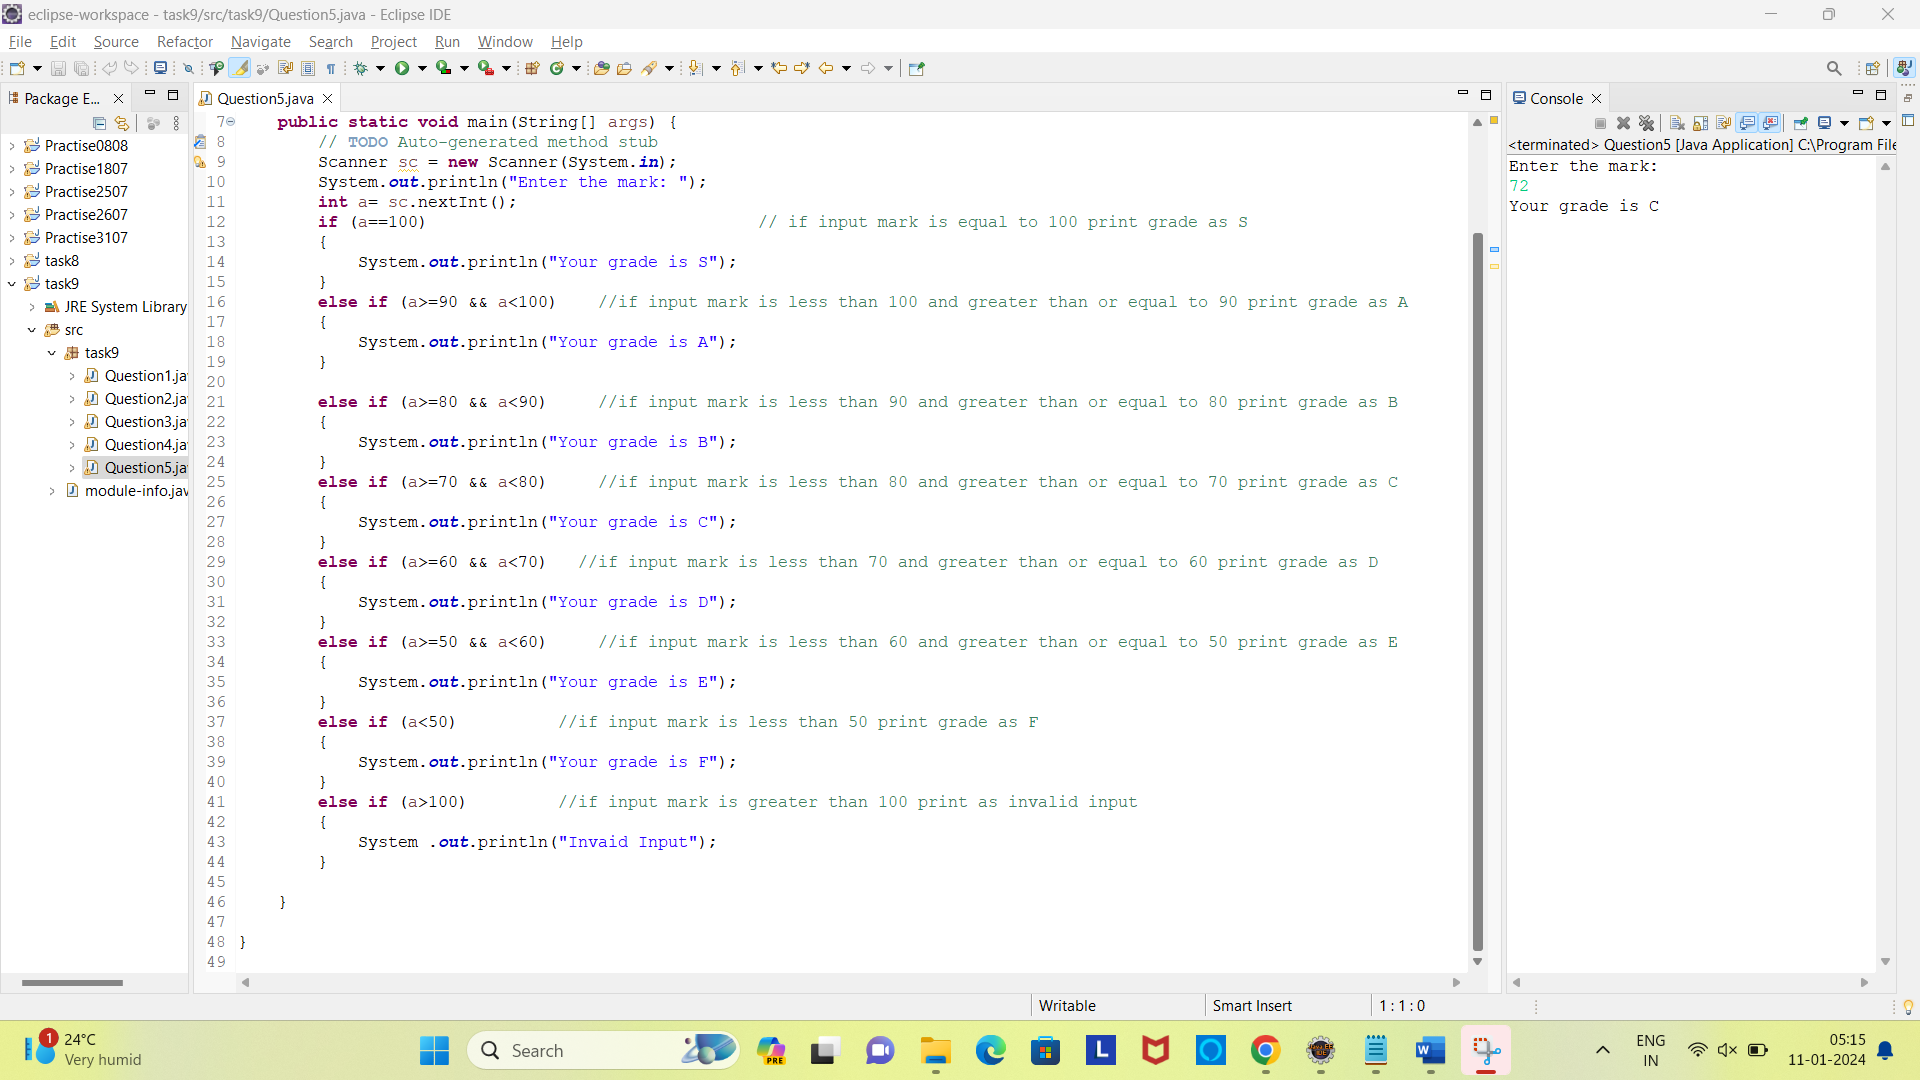 eclipse-workspace - task9/src/task9/Question5.java - Eclipse IDE
File Edit Source Refactor Navigate Search Project Run Window Help
Package E...
Practise0808
Practise1807
Practise2507
Practise2607
Practise3107
task8
task9
JRE System Library
src
task9
Question1.ja
Question2.ja
Question3.ja
Question4.ja
Question5.ja
module-info.jav
Question5.java
7 public static void main(String[] args) {
8 // TODO Auto-generated method stub
9 Scanner sc = new Scanner(System.in);
10 System.out.println("Enter the mark: ");
11 int a= sc.nextInt();
12 if (a==100) // if input mark is equal to 100 print grade as S
13 {
14 System.out.println("Your grade is S");
15 }
16 else if (a>=90 && a<100) //if input mark is less than 100 and greater than or equal to 90 print grade as A
17 {
18 System.out.println("Your grade is A");
19 }
20
21 else if (a>=80 && a<90) //if input mark is less than 90 and greater than or equal to 80 print grade as B
22 {
23 System.out.println("Your grade is B");
24 }
25 else if (a>=70 && a<80) //if input mark is less than 80 and greater than or equal to 70 print grade as C
26 {
27 System.out.println("Your grade is C");
28 }
29 else if (a>=60 && a<70) //if input mark is less than 70 and greater than or equal to 60 print grade as D
30 {
31 System.out.println("Your grade is D");
32 }
33 else if (a>=50 && a<60) //if input mark is less than 60 and greater than or equal to 50 print grade as E
34 {
35 System.out.println("Your grade is E");
36 }
37 else if (a<50) //if input mark is less than 50 print grade as F
38 {
39 System.out.println("Your grade is F");
40 }
41 else if (a>100) //if input mark is greater than 100 print as invalid input
42 {
43 System .out.println("Invaid Input");
44 }
45
46 }
47
48 }
49
Console
<terminated> Question5 [Java Application] C:\Program File
Enter the mark:
72
Your grade is C
Writable Smart Insert 1 : 1 : 0
1
24°C
Very humid
Search
PRE
L
W
ENG
IN
05:15
11-01-2024